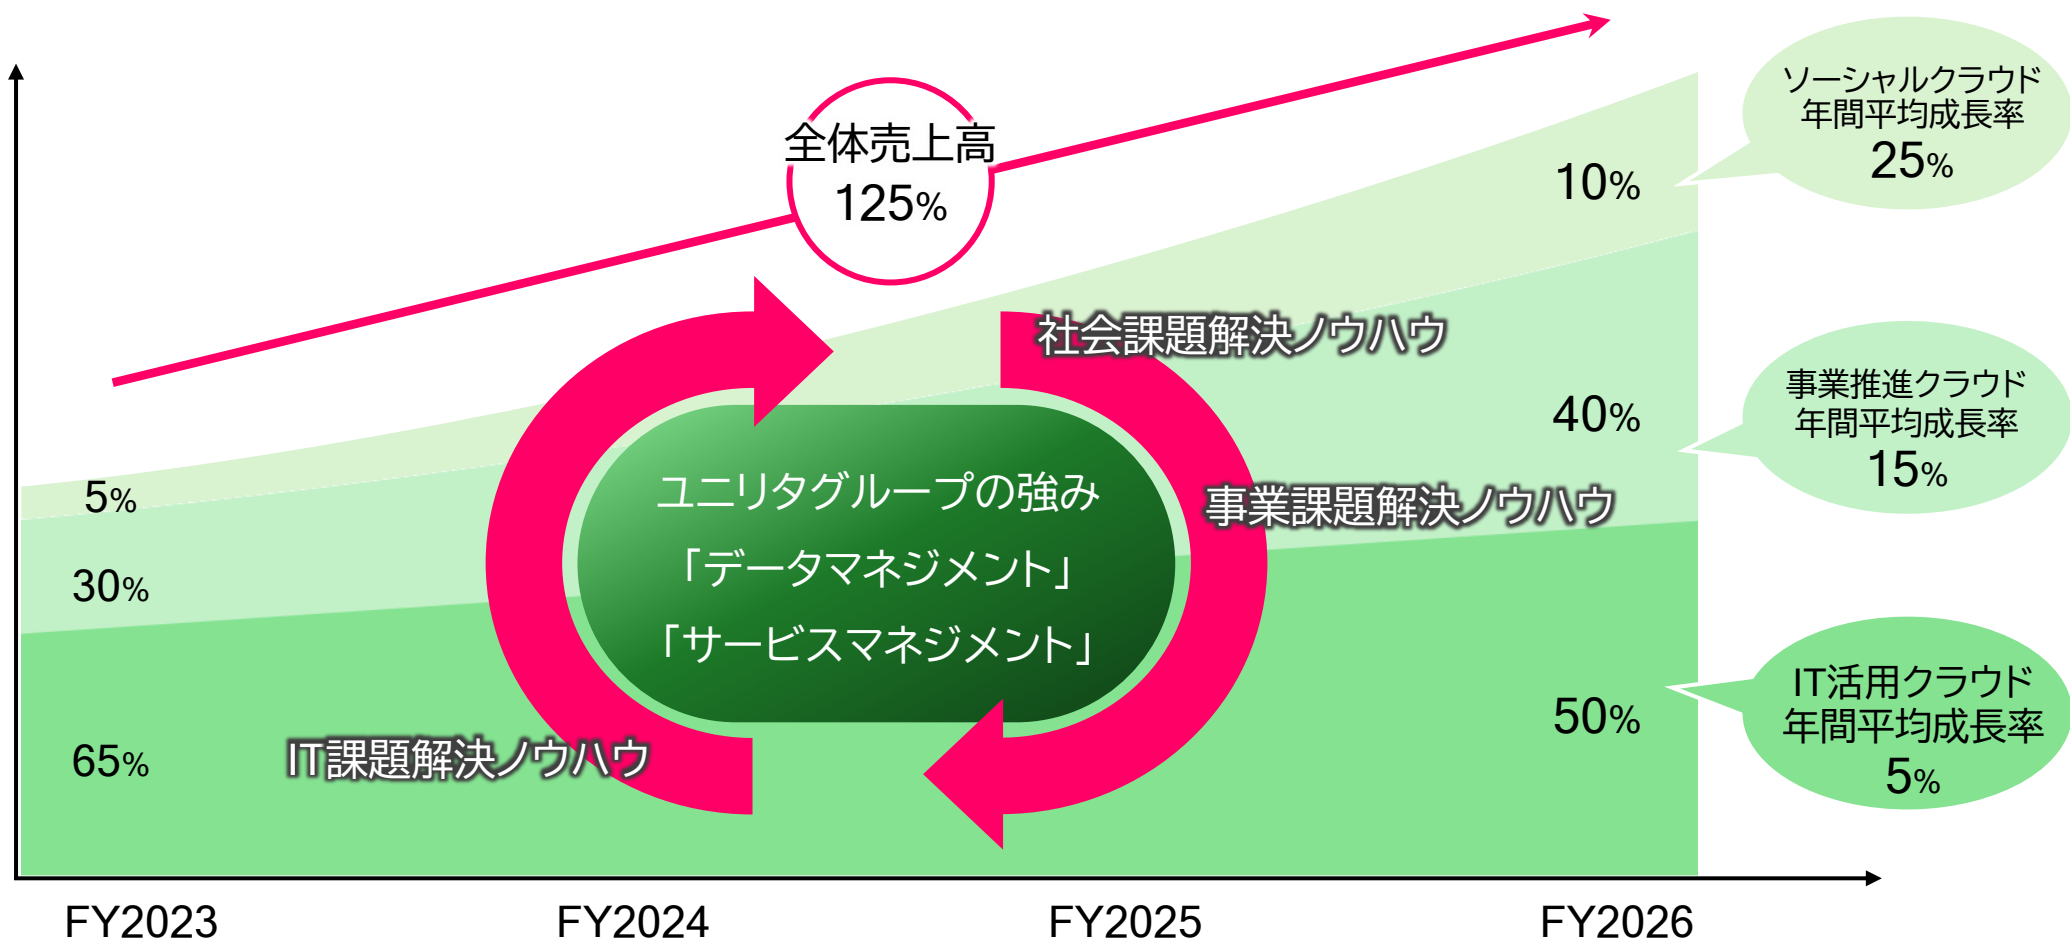 全体売上高
125%
ソーシャルクラウド
年間平均成長率
25%
10%
社会課題解決ノウハウ
事業推進クラウド
年間平均成長率
15%
40%
ユニリタグループの強み
「データマネジメント」
「サービスマネジメント」
事業課題解決ノウハウ
5%
30%
65%
IT課題解決ノウハウ
50%
IT活用クラウド
年間平均成長率
5%
FY2023
FY2024
FY2025
FY2026